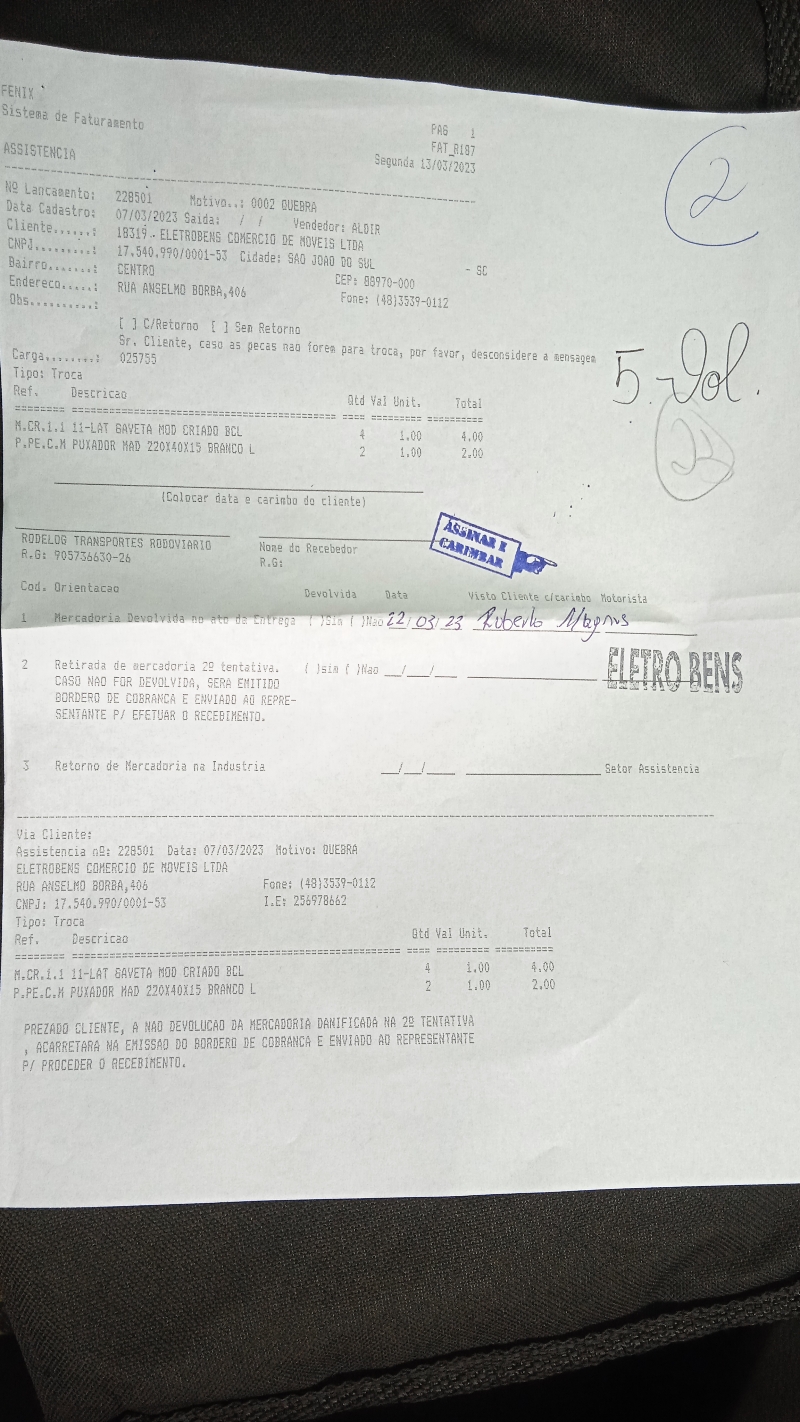 FENIX
Sistema de Faturamento
PAG 1
FAT_R187
ASSISTENCIA
Segunda 13/03/2023
2
Nº Lancamento: 228501 Motivo..: 0002 QUEBRA
Data Cadastro: 07/03/2023 Saida: / / Vendedor: ALDIR
Cliente......: 18319 - ELETROBENS COMERCIO DE MOVEIS LTDA
CNPJ.........: 17.540.990/0001-53 Cidade: SAO JOAO DO SUL - SC
Bairro.......: CENTRO CEP: 88970-000
Endereco.....: RUA ANSELMO BORBA,406 Fone: (48)3539-0112
Obs..........:
[ ] C/Retorno [ ] Sem Retorno
Sr. Cliente, caso as pecas nao forem para troca, por favor, desconsidere a mensagem
Carga........: 025755
5 Vol.
Tipo: Troca
Ref. Descricao Qtd Val Unit. Total
======== ============================================ ==== ========= ==========
M.CR.1.1 11-LAT GAVETA MOD CRIADO BCL 4 1.00 4.00
P.PE.C.M PUXADOR MAD 220X40X15 BRANCO L 2 1.00 2.00
(Colocar data e carimbo do cliente)
ASSINAR E
CARIMBAR
RODELOG TRANSPORTES RODOVIARIO Nome do Recebedor
R.G: 905736630-26 R.G:
Cod. Orientacao Devolvida Data Visto Cliente c/carimbo Motorista
1 Mercadoria Devolvida no ato da Entrega ( )Sim ( )Nao 22/03/23 Roberto Magnus
ELETRO BENS
2 Retirada de mercadoria 2º tentativa. ( )sim ( )Nao __/__/__
CASO NAO FOR DEVOLVIDA, SERA EMITIDO
BORDERO DE COBRANCA E ENVIADO AO REPRE-
SENTANTE P/ EFETUAR O RECEBIMENTO.
3 Retorno de Mercadoria na Industria __/__/__ Setor Assistencia
Via Cliente:
Assistencia nº: 228501 Data: 07/03/2023 Motivo: QUEBRA
ELETROBENS COMERCIO DE MOVEIS LTDA
RUA ANSELMO BORBA,406 Fone: (48)3539-0112
CNPJ: 17.540.990/0001-53 I.E: 256978662
Tipo: Troca
Ref. Descricao Qtd Val Unit. Total
======== ============================================ ==== ========= ==========
M.CR.1.1 11-LAT GAVETA MOD CRIADO BCL 4 1.00 4.00
P.PE.C.M PUXADOR MAD 220X40X15 BRANCO L 2 1.00 2.00
PREZADO CLIENTE, A NAO DEVOLUCAO DA MERCADORIA DANIFICADA NA 2º TENTATIVA
, ACARRETARA NA EMISSAO DO BORDERO DE COBRANCA E ENVIADO AO REPRESENTANTE
P/ PROCEDER O RECEBIMENTO.